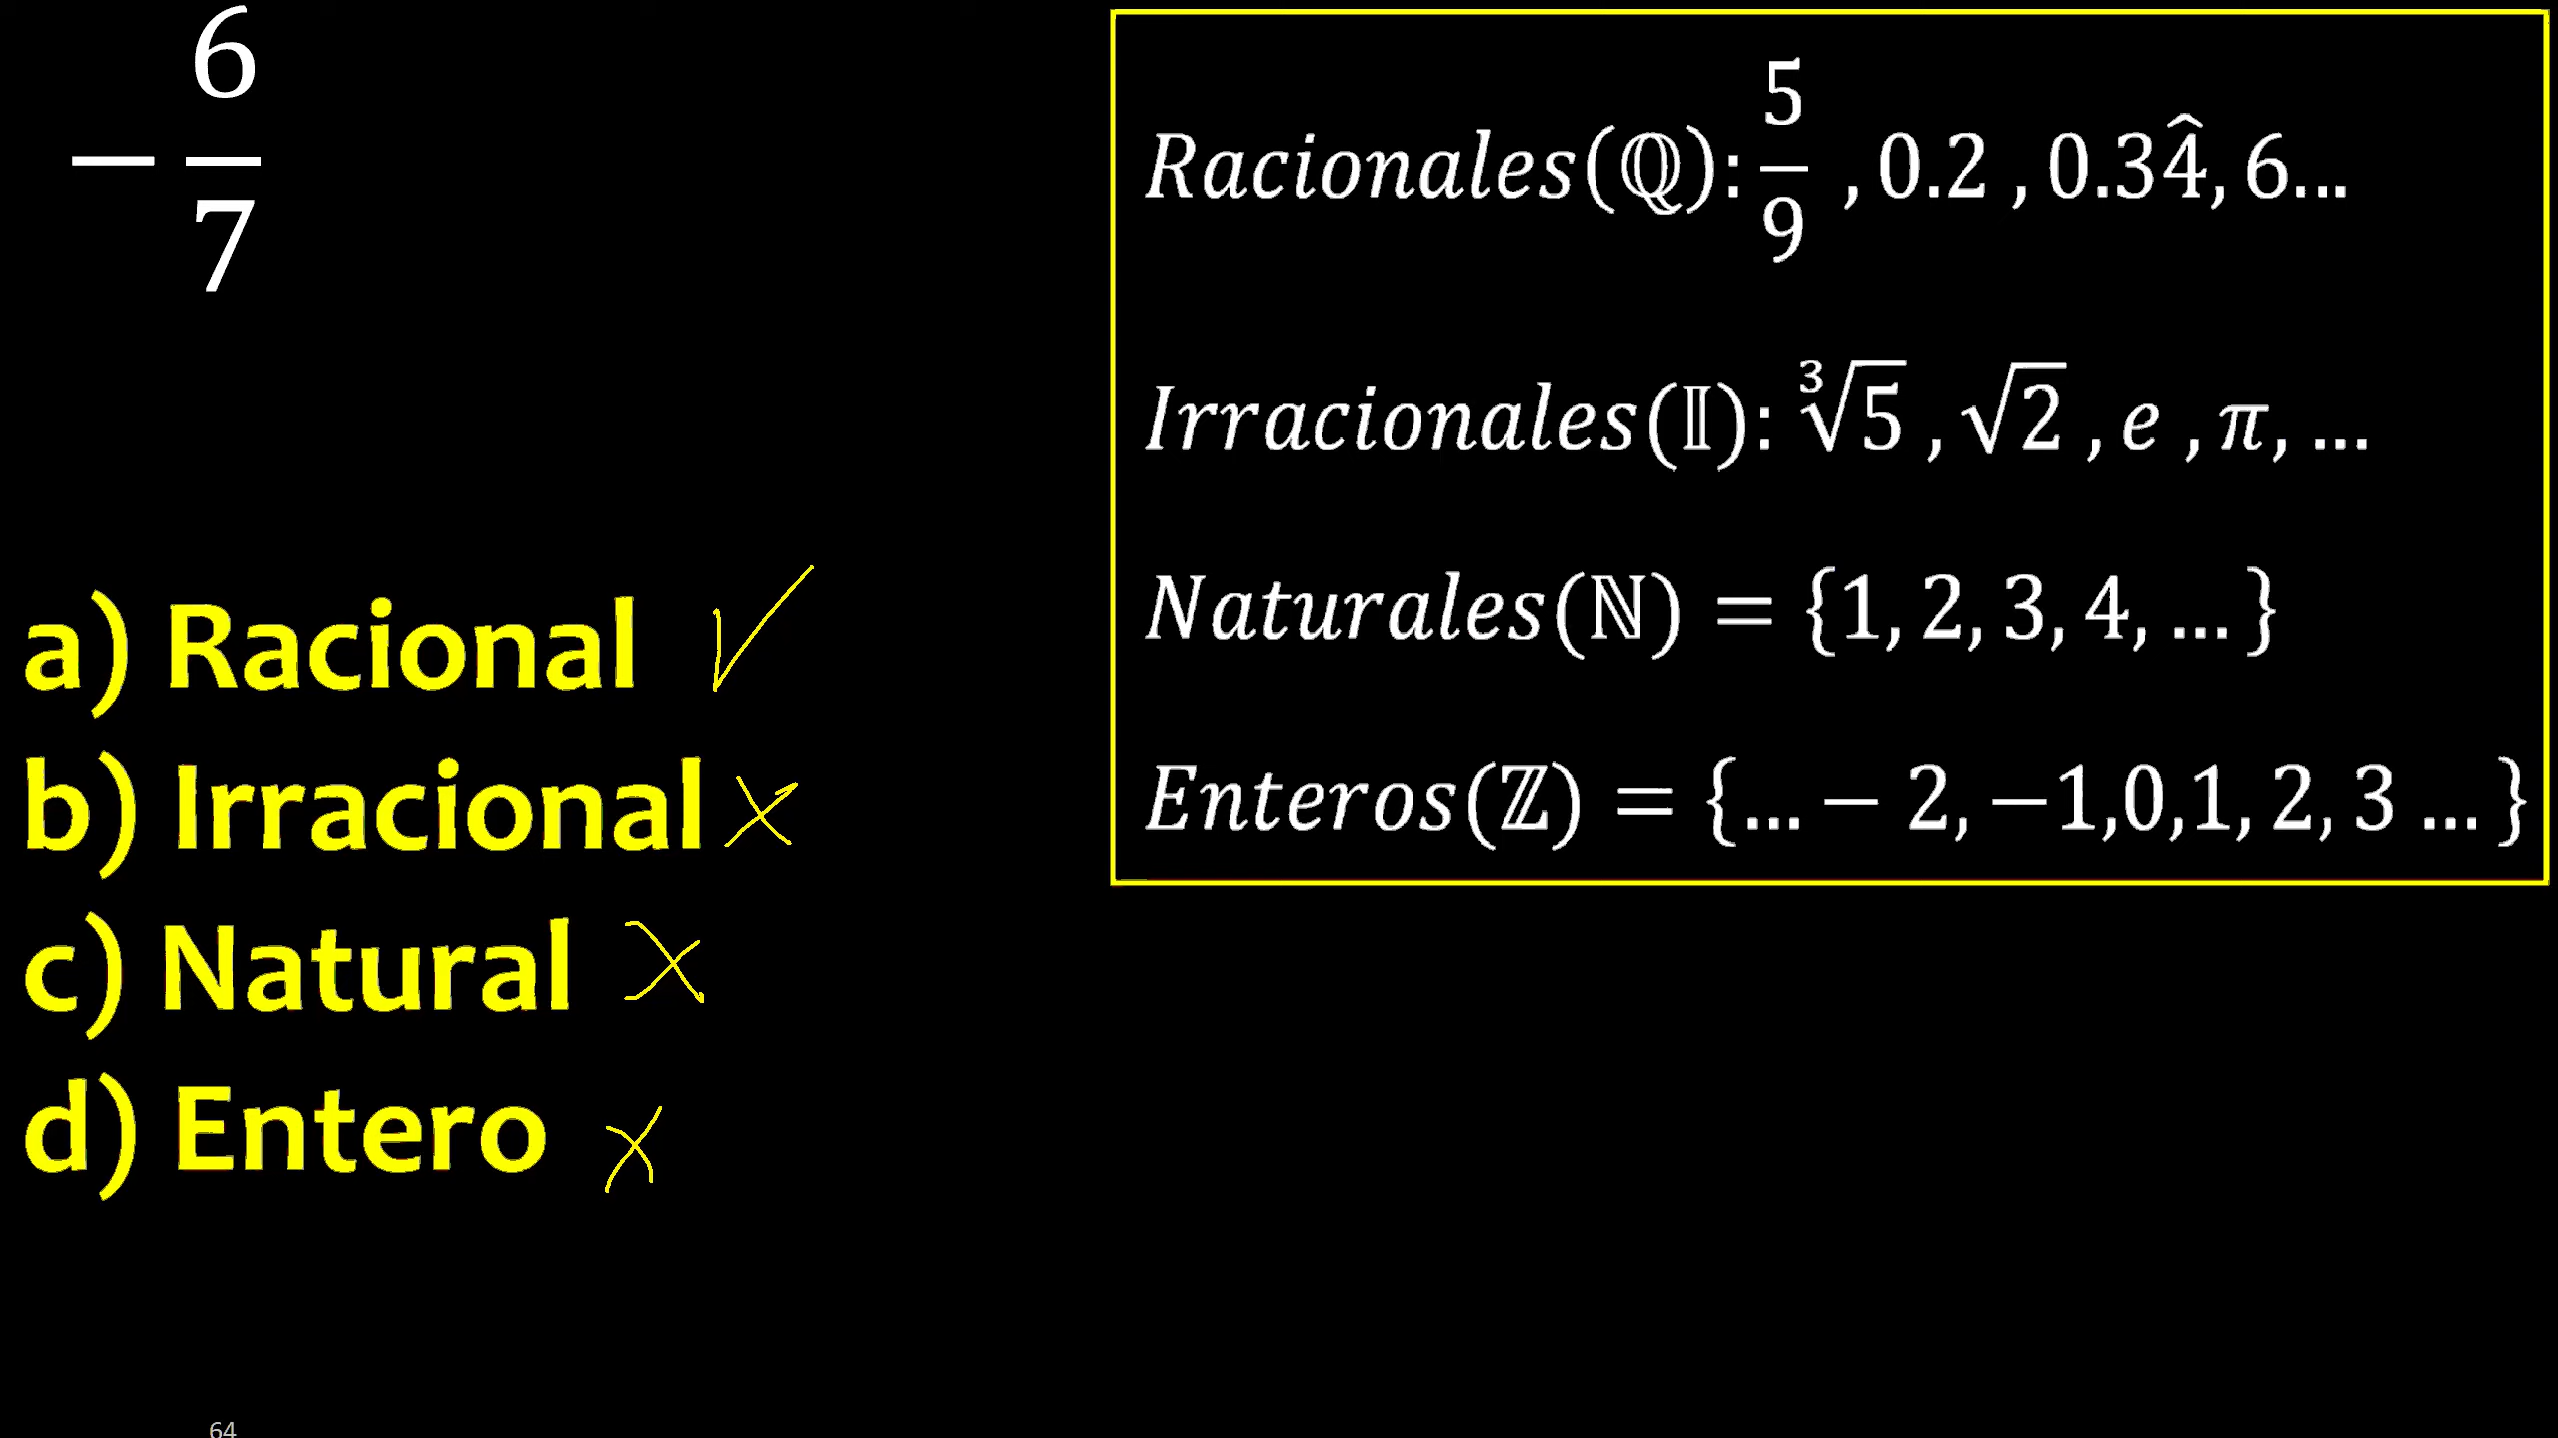 −6/7
Racionales(ℚ): 5/9 , 0.2 , 0.34̂, 6...
Irracionales(𝕀): ∛5 , √2 , e , π, ...
Naturales(ℕ) = {1, 2, 3, 4, ... }
Enteros(ℤ) = {... − 2, −1,0,1, 2, 3 ... }
a) Racional ✓
b) Irracional x
c) Natural x
d) Entero x
64